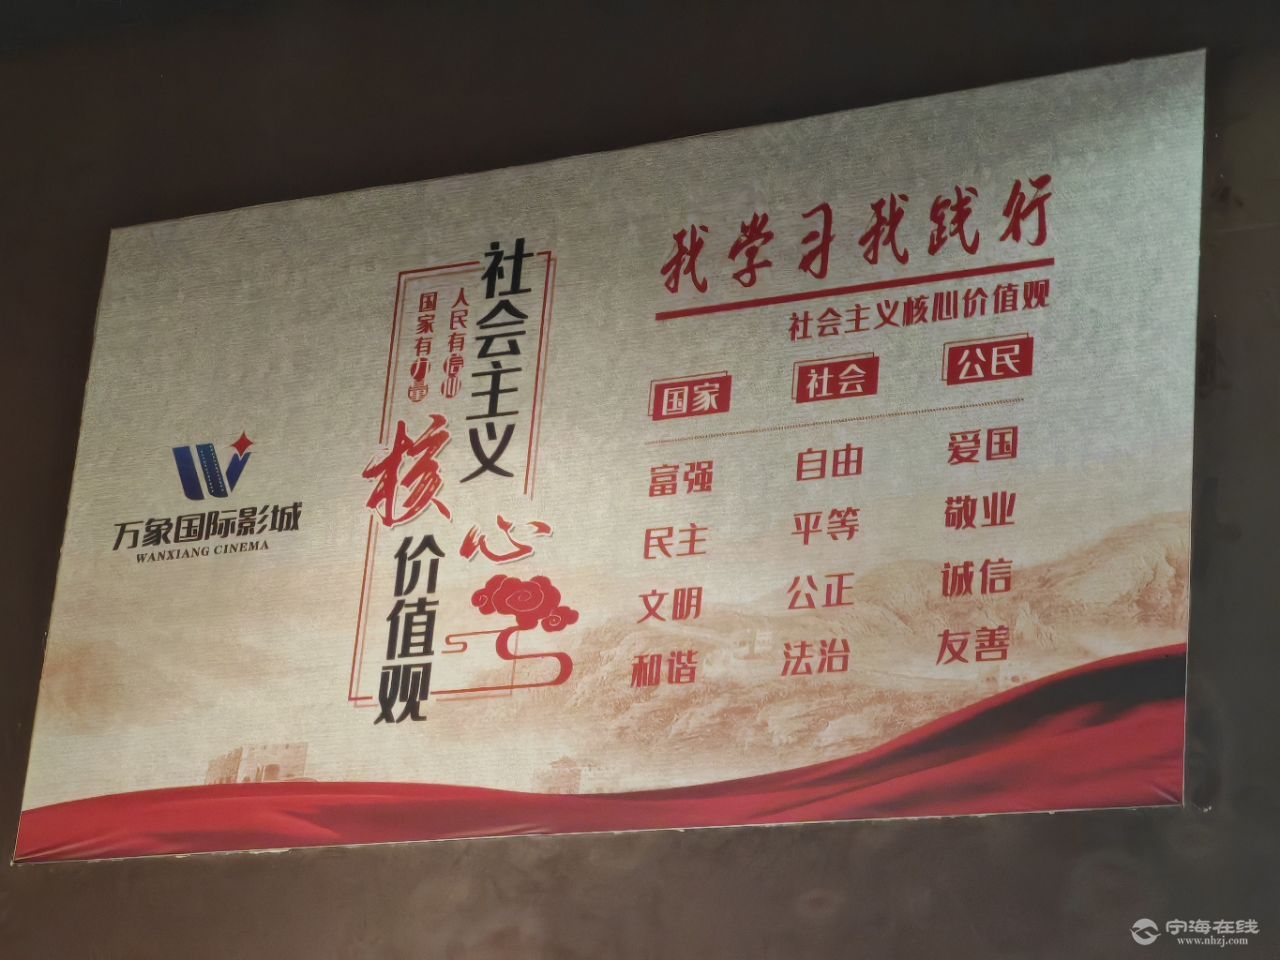 万象国际影城
WANXIANG CINEMA
社会主义
核心
价值观
人民有信仰
国家有力量
我学习我践行
社会主义核心价值观
国家 社会 公民
富强 自由 爱国
民主 平等 敬业
文明 公正 诚信
和谐 法治 友善
宁海在线
www.nhzj.com